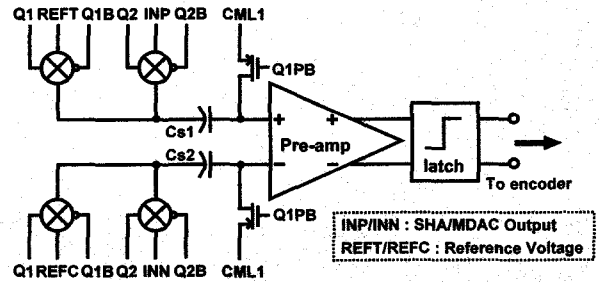 Q1 REFT Q1B Q2 INP Q2B CML1
Q1PB
Cs1
+ +
Pre-amp
Cs2
− −
latch
To encoder
Q1PB
INP/INN : SHA/MDAC Output
REFT/REFC : Reference Voltage
Q1 REFC Q1B Q2 INN Q2B CML1